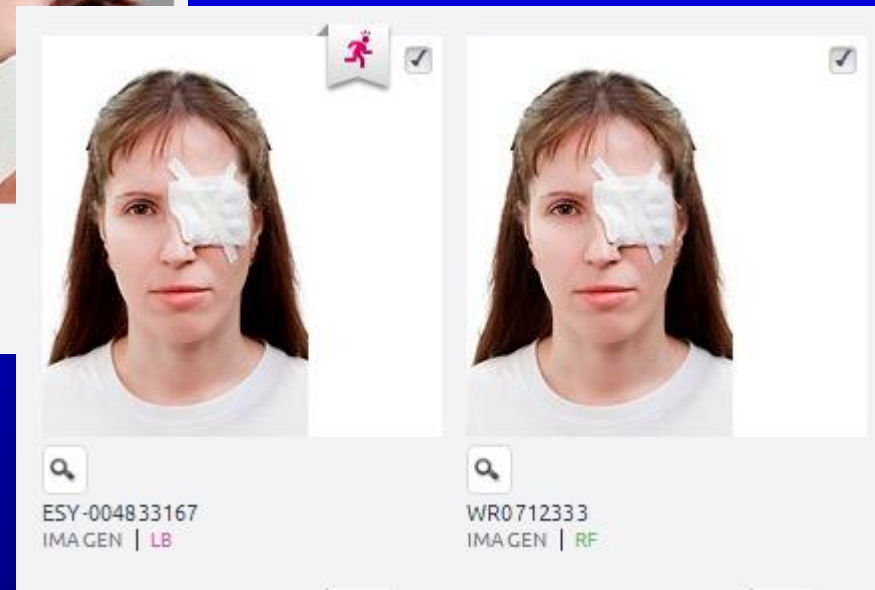 ESY-004833167
IMAGEN | LB
WR0712333
IMAGEN | RF